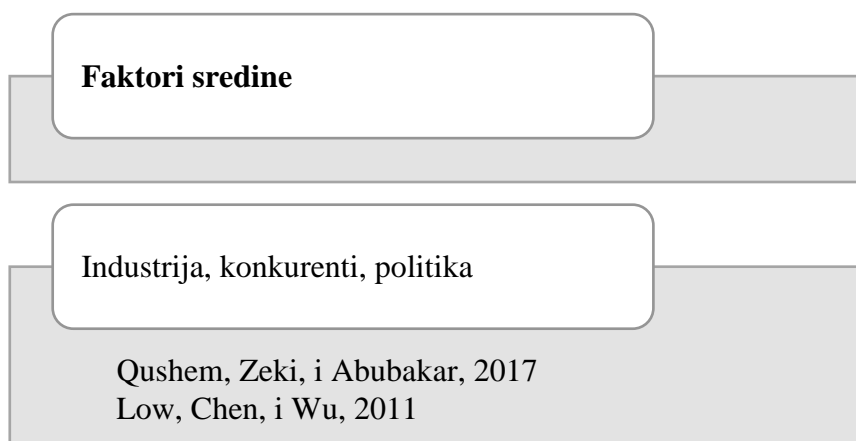 Faktori sredine
Industrija, konkurenti, politika
Qushem, Zeki, i Abubakar, 2017
Low, Chen, i Wu, 2011